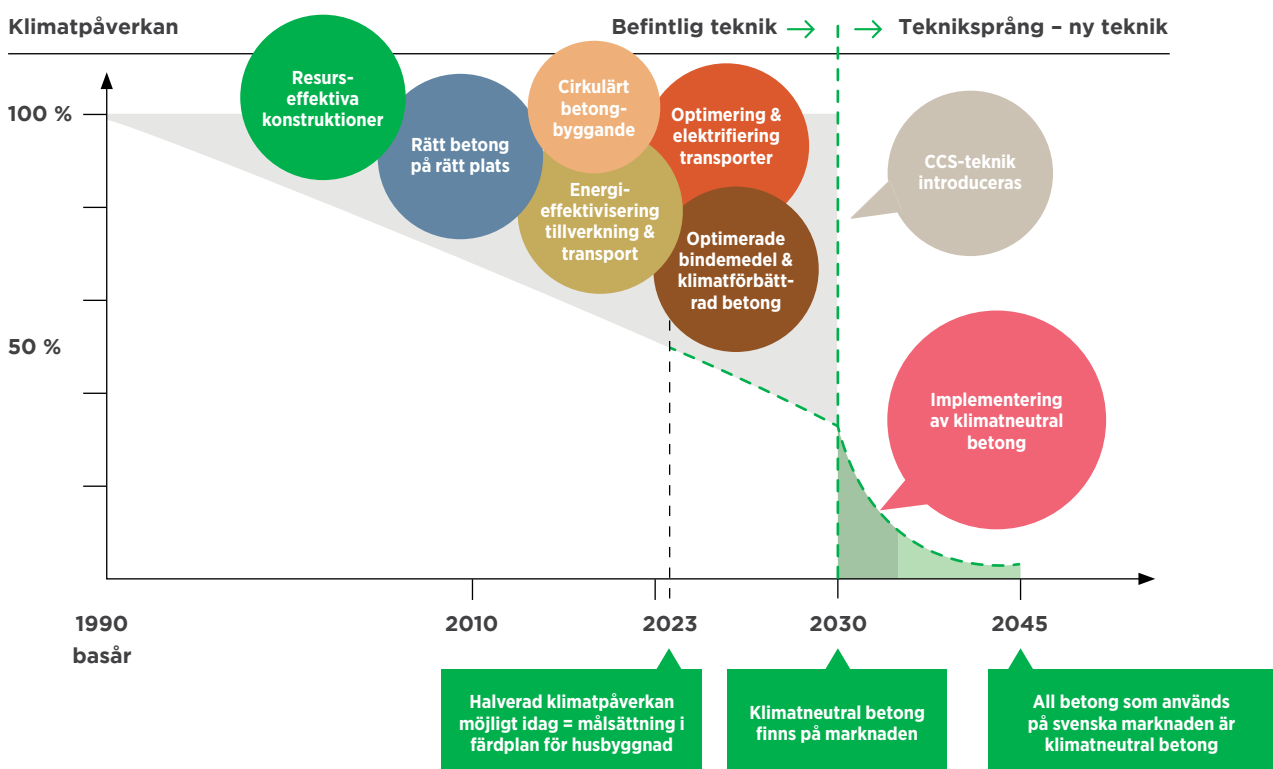 Klimatpåverkan
Befintlig teknik →
→ Tekniksprång – ny teknik
100 %
50 %
Resurs-
effektiva
konstruktioner
Rätt betong
på rätt plats
Cirkulärt
betong-
byggande
Energi-
effektivisering
tillverkning &
transport
Optimering &
elektrifiering
transporter
Optimerade
bindemedel &
klimatförbätt-
rad betong
CCS-teknik
introduceras
Implementering
av klimatneutral
betong
1990
basår
2010
2023
2030
2045
Halverad klimatpåverkan
möjligt idag = målsättning i
färdplan för husbyggnad
Klimatneutral betong
finns på marknaden
All betong som används
på svenska marknaden är
klimatneutral betong